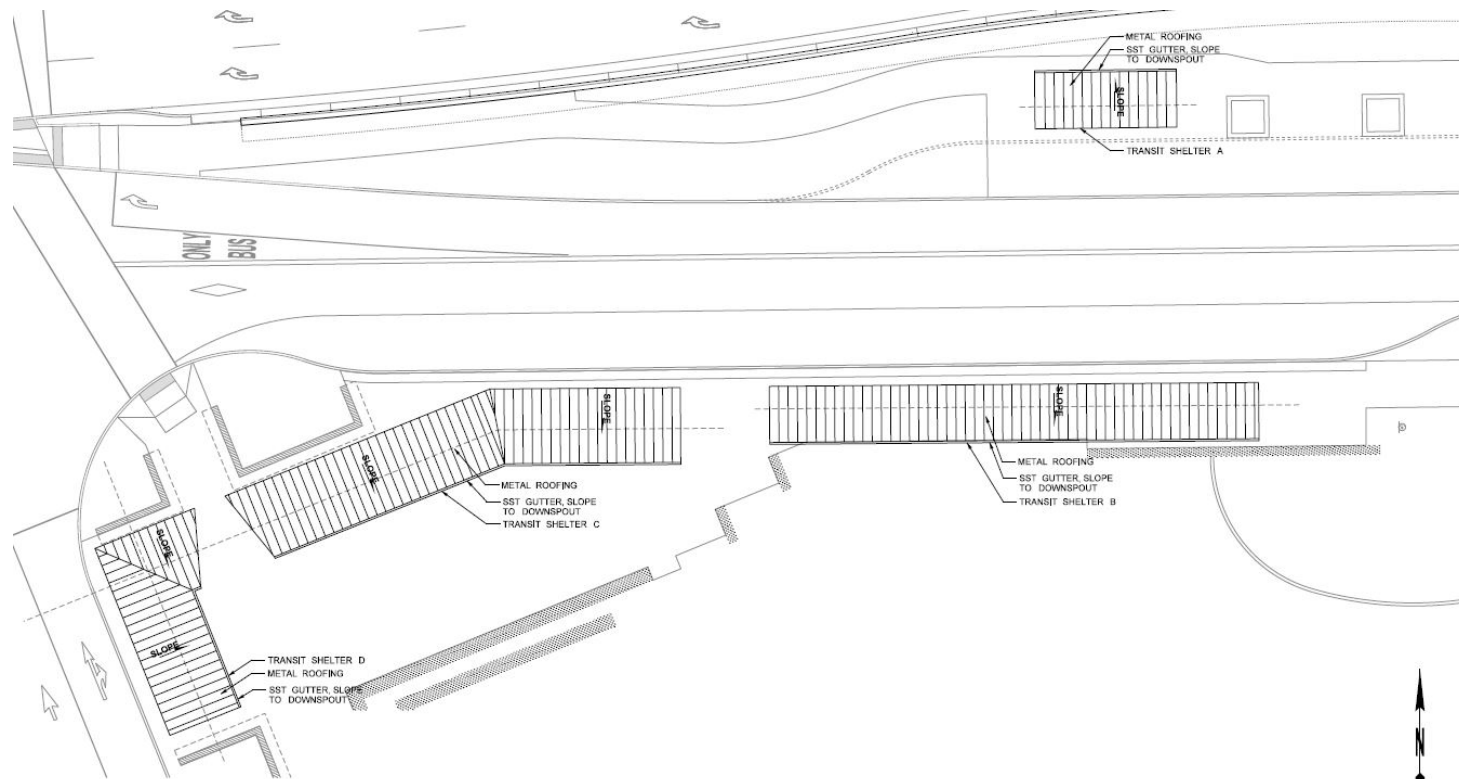 METAL ROOFING
SST GUTTER, SLOPE
TO DOWNSPOUT
SLOPE
TRANSIT SHELTER A
ONLY
BUS
SLOPE
SLOPE
SLOPE
METAL ROOFING
SST GUTTER, SLOPE
TO DOWNSPOUT
TRANSIT SHELTER B
METAL ROOFING
SST GUTTER, SLOPE
TO DOWNSPOUT
TRANSIT SHELTER C
SLOPE
SLOPE
TRANSIT SHELTER D
METAL ROOFING
SST GUTTER, SLOPE
TO DOWNSPOUT
N